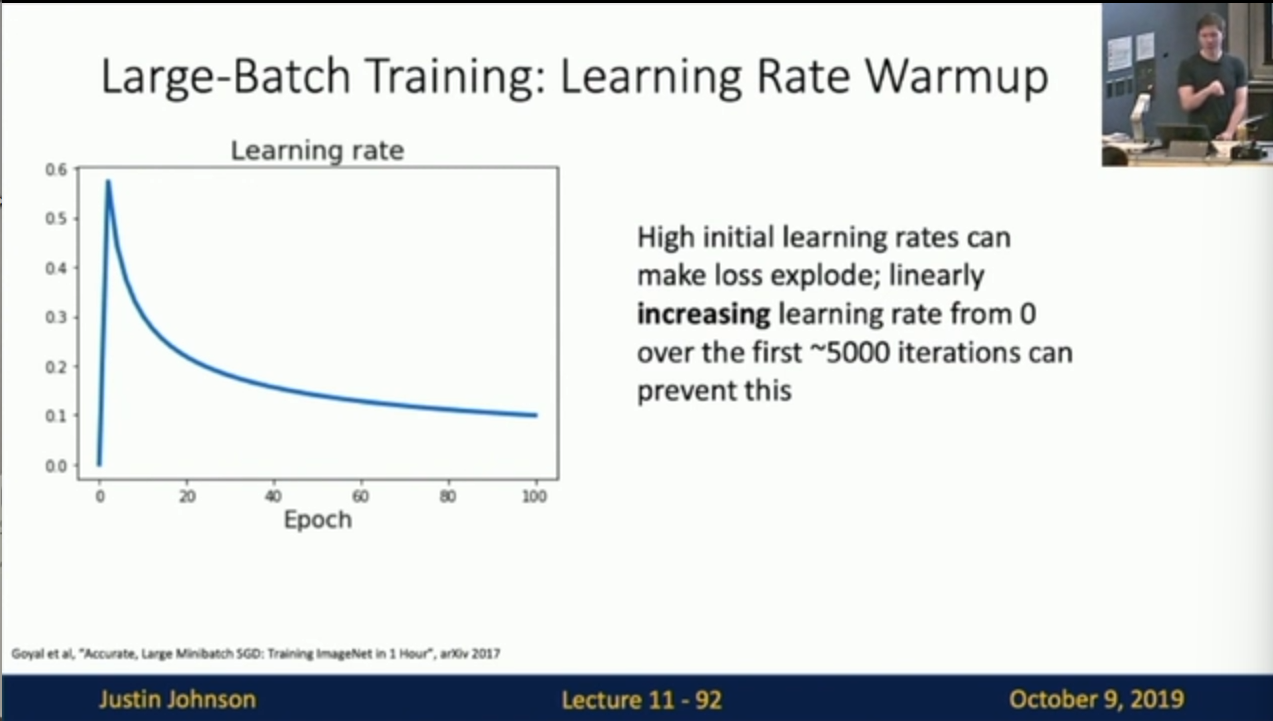 Large-Batch Training: Learning Rate Warmup
Learning rate
0.6
0.5
0.4
0.3
0.2
0.1
0.0
0 20 40 60 80 100
Epoch
High initial learning rates can
make loss explode; linearly
increasing learning rate from 0
over the first ~5000 iterations can
prevent this
Goyal et al, "Accurate, Large Minibatch SGD: Training ImageNet in 1 Hour", arXiv 2017
Justin Johnson
Lecture 11 - 92
October 9, 2019